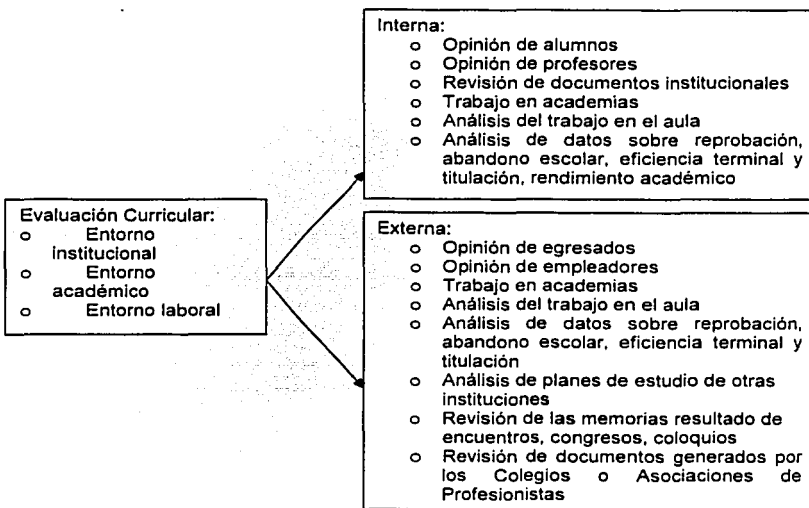 Evaluación Curricular:
o Entorno
institucional
o Entorno
académico
o Entorno laboral
Interna:
o Opinión de alumnos
o Opinión de profesores
o Revisión de documentos institucionales
o Trabajo en academias
o Análisis del trabajo en el aula
o Análisis de datos sobre reprobación,
abandono escolar, eficiencia terminal y
titulación, rendimiento académico
Externa:
o Opinión de egresados
o Opinión de empleadores
o Trabajo en academias
o Análisis del trabajo en el aula
o Análisis de datos sobre reprobación,
abandono escolar, eficiencia terminal y
titulación
o Análisis de planes de estudio de otras
instituciones
o Revisión de las memorias resultado de
encuentros, congresos, coloquios
o Revisión de documentos generados por
los Colegios o Asociaciones de
Profesionistas